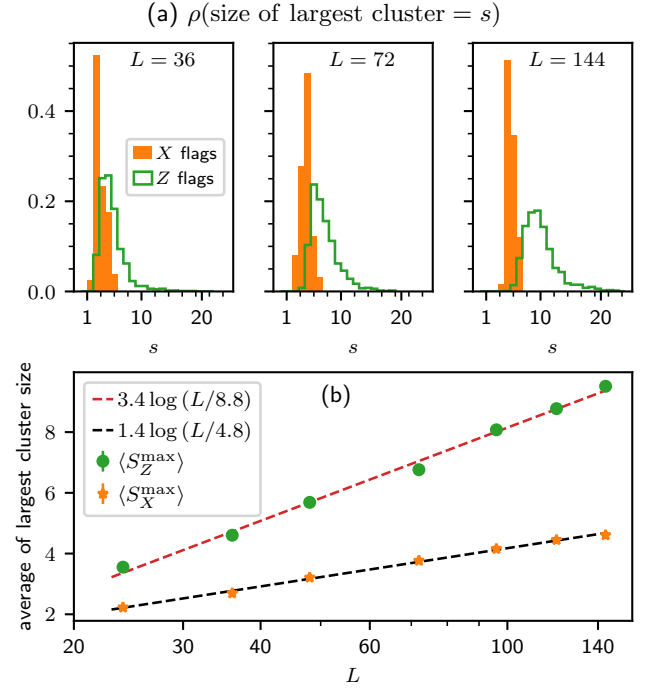 (a) ρ(size of largest cluster = s)
L = 36
L = 72
L = 144
0.4
0.2
0.0
X flags
Z flags
1 10 20
1 10 20
1 10 20
s
s
s
(b)
average of largest cluster size
8
6
4
2
3.4 log (L/8.8)
1.4 log (L/4.8)
⟨S_Z^max⟩
⟨S_X^max⟩
20 30 40 60 100 140
L